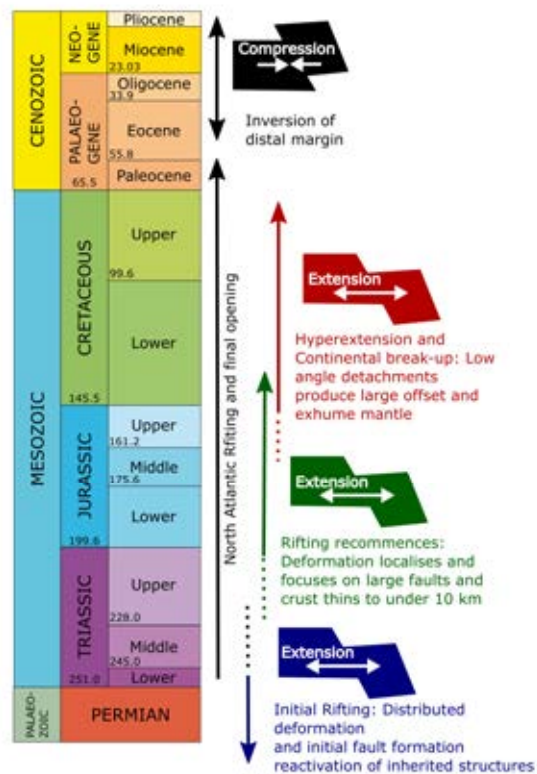 CENOZOIC
MESOZOIC
PALAEO-
ZOIC
NEO-
GENE
PALAEO-
GENE
65.5
CRETACEOUS
145.5
JURASSIC
199.6
TRIASSIC
251.0
PERMIAN
Pliocene
Miocene
23.03
Oligocene
33.9
Eocene
55.8
Paleocene
Upper
99.6
Lower
Upper
161.2
Middle
175.6
Lower
Upper
228.0
Middle
245.0
Lower
North Atlantic Rfiting and final opening
Compression
Inversion of
distal margin
Extension
Hyperextension and
Continental break-up: Low
angle detachments
produce large offset and
exhume mantle
Extension
Rifting recommences:
Deformation localises and
focuses on large faults and
crust thins to under 10 km
Extension
Initial Rifting: Distributed
deformation
and initial fault formation
reactivation of inherited structures